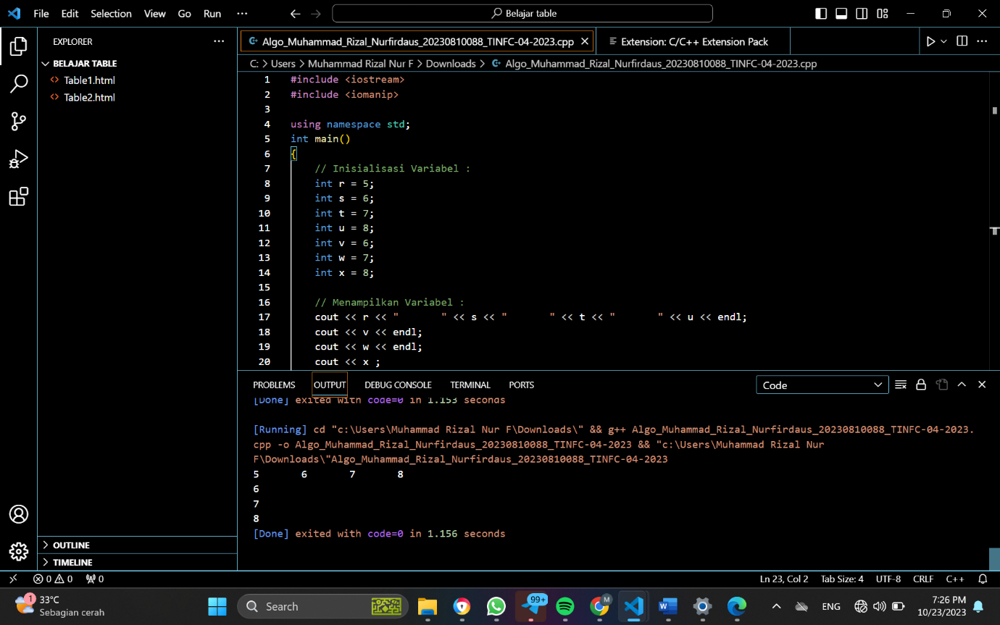 File Edit Selection View Go Run ··· Belajar table
EXPLORER ···
BELAJAR TABLE
<> Table1.html
<> Table2.html
OUTLINE
TIMELINE
Algo_Muhammad_Rizal_Nurfirdaus_20230810088_TINFC-04-2023.cpp Extension: C/C++ Extension Pack
C: > Users > Muhammad Rizal Nur F > Downloads > Algo_Muhammad_Rizal_Nurfirdaus_20230810088_TINFC-04-2023.cpp
1 #include <iostream>
2 #include <iomanip>
3
4 using namespace std;
5 int main()
6 {
7 // Inisialisasi Variabel :
8 int r = 5;
9 int s = 6;
10 int t = 7;
11 int u = 8;
12 int v = 6;
13 int w = 7;
14 int x = 8;
15
16 // Menampilkan Variabel :
17 cout << r << "       " << s << "       " << t << "       " << u << endl;
18 cout << v << endl;
19 cout << w << endl;
20 cout << x ;
PROBLEMS OUTPUT DEBUG CONSOLE TERMINAL PORTS Code
[Done] exited with code=0 in 1.153 seconds
[Running] cd "c:\Users\Muhammad Rizal Nur F\Downloads\" && g++ Algo_Muhammad_Rizal_Nurfirdaus_20230810088_TINFC-04-2023.
cpp -o Algo_Muhammad_Rizal_Nurfirdaus_20230810088_TINFC-04-2023 && "c:\Users\Muhammad Rizal Nur
F\Downloads\"Algo_Muhammad_Rizal_Nurfirdaus_20230810088_TINFC-04-2023
5       6       7       8
6
7
8
[Done] exited with code=0 in 1.156 seconds
0 0 0 Ln 23, Col 2 Tab Size: 4 UTF-8 CRLF C++
1 33°C Search 99+ M W ENG 7:26 PM
Sebagian cerah 10/23/2023